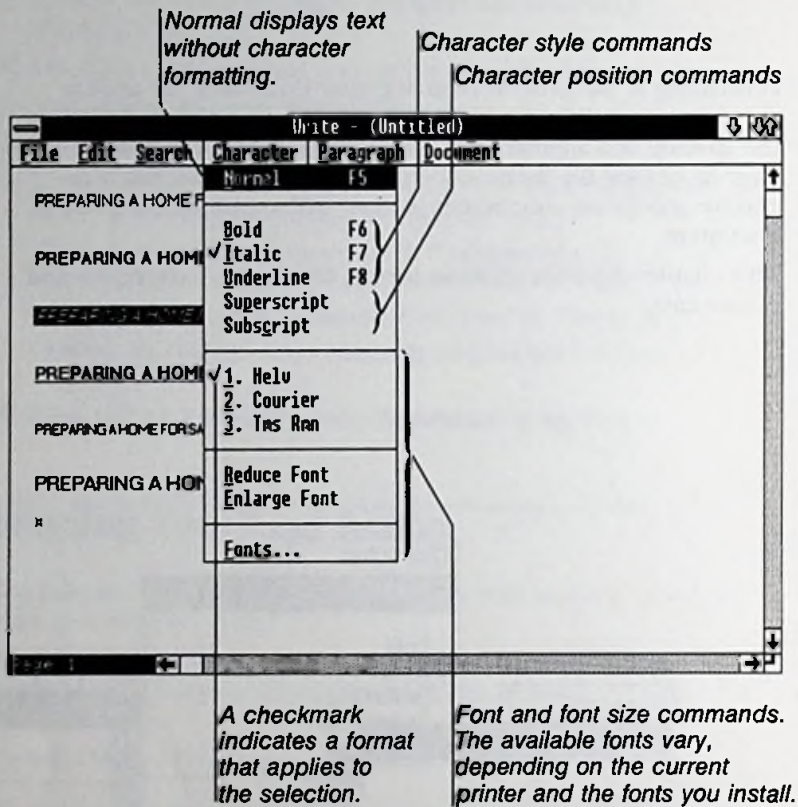 Normal displays text
without character
formatting.
Character style commands
Character position commands
Write - (Untitled)
File Edit Search Character Paragraph Document
Normal F5
PREPARING A HOME F
Bold F6
PREPARING A HOME
✓Italic F7
Underline F8
Superscript
PREPARING A HOME
Subscript
PREPARING A HOM
✓1. Helv
2. Courier
3. Tms Rmn
PREPARING A HOME FOR SA
Reduce Font
PREPARING A HOM
Enlarge Font
¤
Fonts...
Page 1
A checkmark
indicates a format
that applies to
the selection.
Font and font size commands.
The available fonts vary,
depending on the current
printer and the fonts you install.